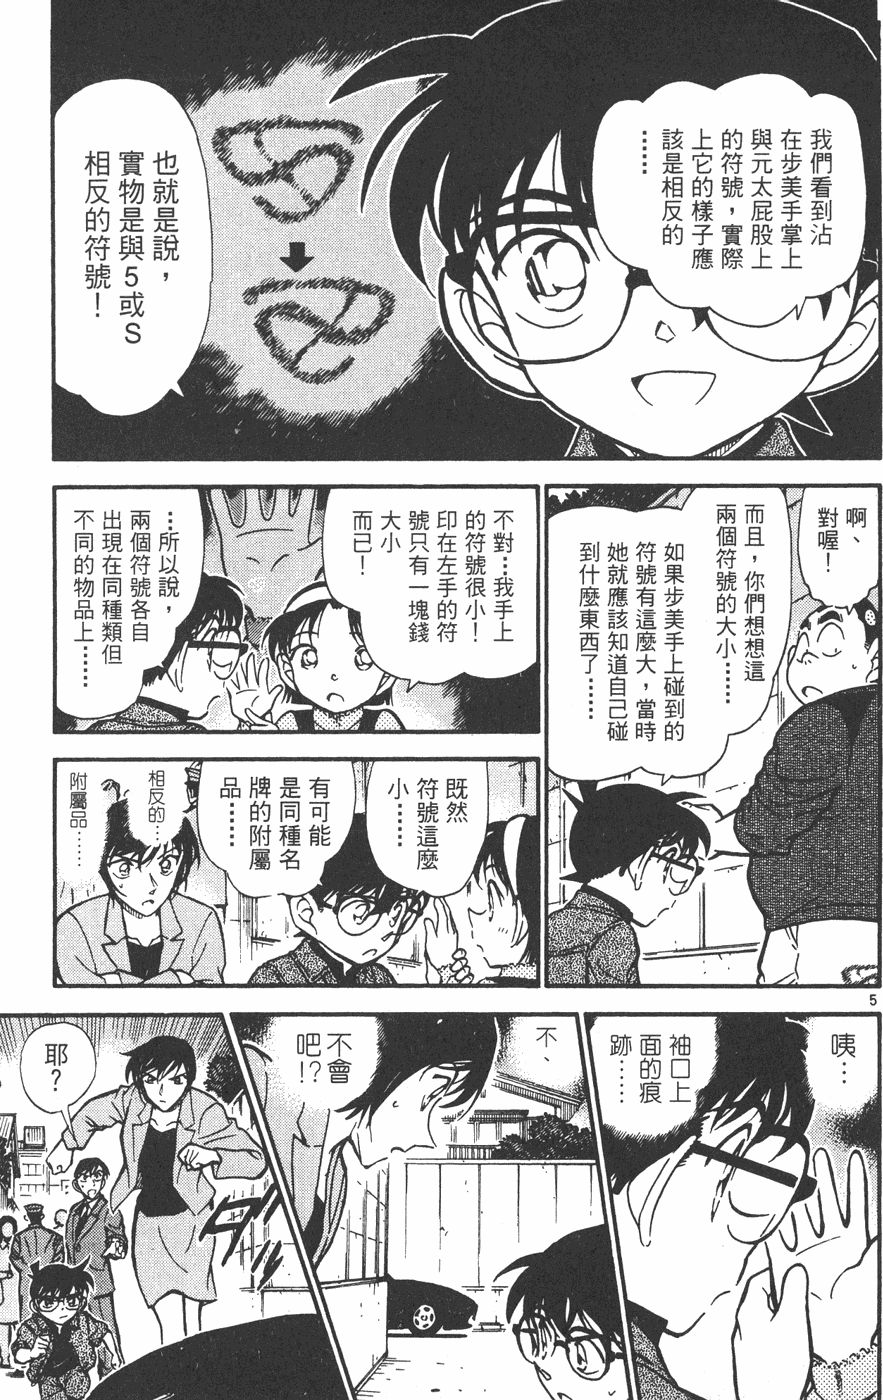 我們看到沾
在步美手掌上
與元太屁股上
的符號，實際
上它的樣子應
該是相反的
……
也就是說，
實物是與5或S
相反的符號！
啊、
對喔！
而且，你們想想這
兩個符號的大小……
如果步美手上碰到的
符號有這麼大，當時
她就應該知道自己碰
到什麼東西了……
不對…我手上
的符號很小！
印在左手的符
號只有一塊錢
大小
而已！
…所以說，
兩個符號各自
出現在同種類但
不同的物品上……
既然
符號這麼
小……
有可能
是同種名
牌的附屬
品……
相反的…
附屬品……
5
咦…
袖口上
面的痕
跡……
不、
不會
吧!?
耶？
ダダッ